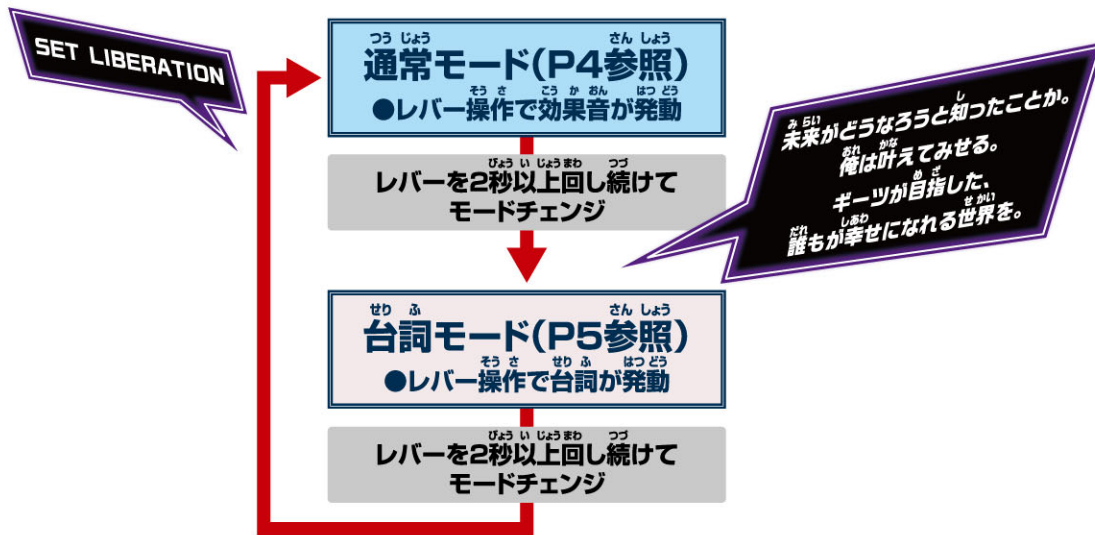 SET LIBERATION
通常モード(P4参照)
●レバー操作で効果音が発動
レバーを2秒以上回し続けて
モードチェンジ
未来がどうなろうと知ったことか。
俺は叶えてみせる。
ギーツが目指した、
誰もが幸せになれる世界を。
台詞モード(P5参照)
●レバー操作で台詞が発動
レバーを2秒以上回し続けて
モードチェンジ